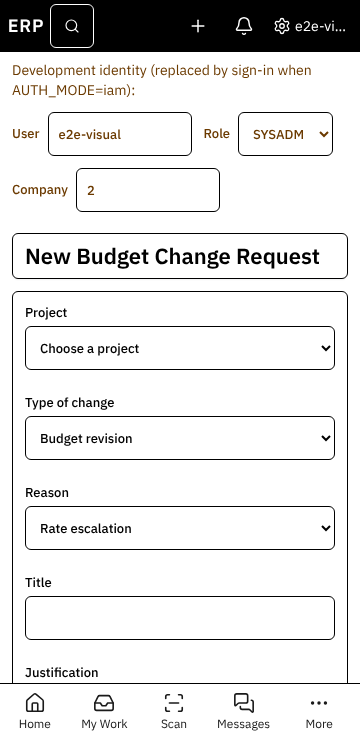 ERP
e2e-vi...
Development identity (replaced by sign-in when
AUTH_MODE=iam):
User
e2e-visual
Role
SYSADM
Company
2
New Budget Change Request
Project
Choose a project
Type of change
Budget revision
Reason
Rate escalation
Title
Justification
Home
My Work
Scan
Messages
More